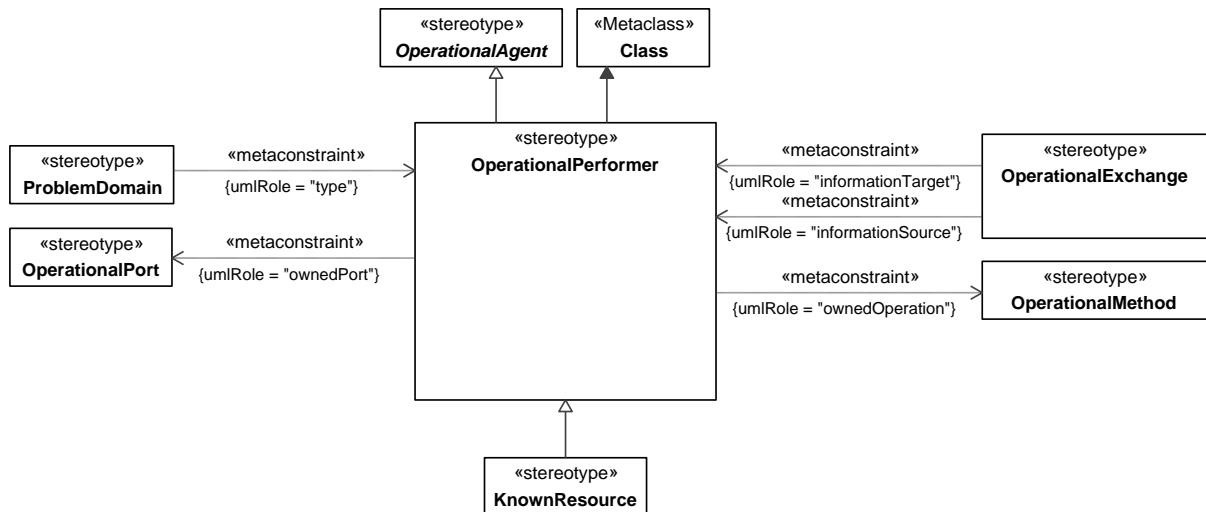 «stereotype»
OperationalAgent
«Metaclass»
Class
«stereotype»
OperationalPerformer
«stereotype»
ProblemDomain
«metaconstraint»
{umlRole = "type"}
«stereotype»
OperationalPort
«metaconstraint»
{umlRole = "ownedPort"}
«metaconstraint»
{umlRole = "informationTarget"}
«metaconstraint»
{umlRole = "informationSource"}
«stereotype»
OperationalExchange
«metaconstraint»
{umlRole = "ownedOperation"}
«stereotype»
OperationalMethod
«stereotype»
KnownResource